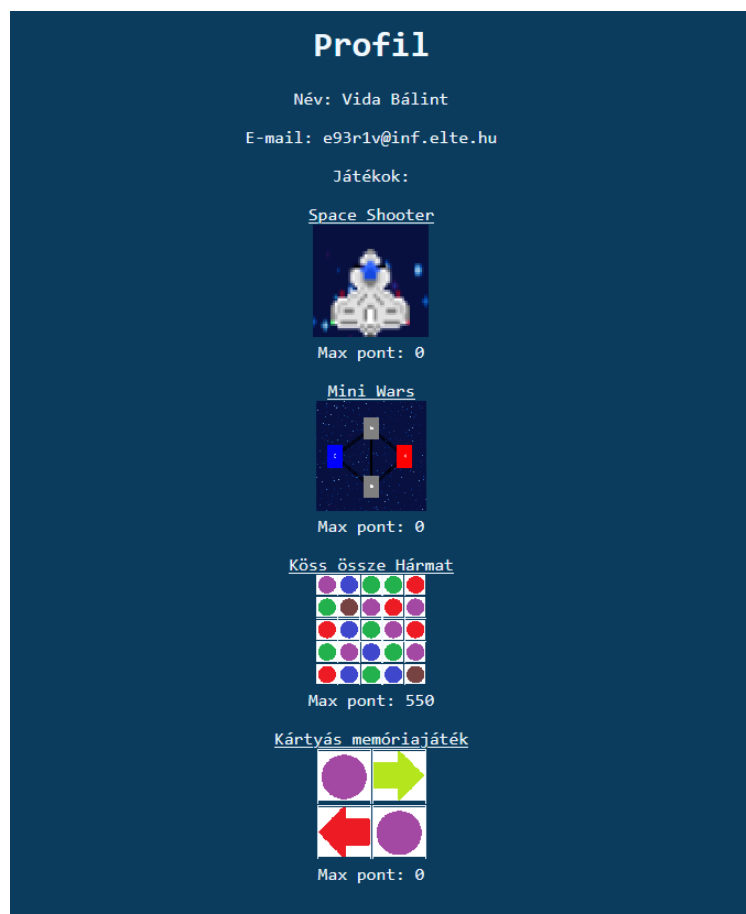 Profil
Név: Vida Bálint
E-mail: e93r1v@inf.elte.hu
Játékok:
Space Shooter
Max pont: 0
Mini Wars
Max pont: 0
Köss össze Hármat
Max pont: 550
Kártyás memóriajáték
Max pont: 0